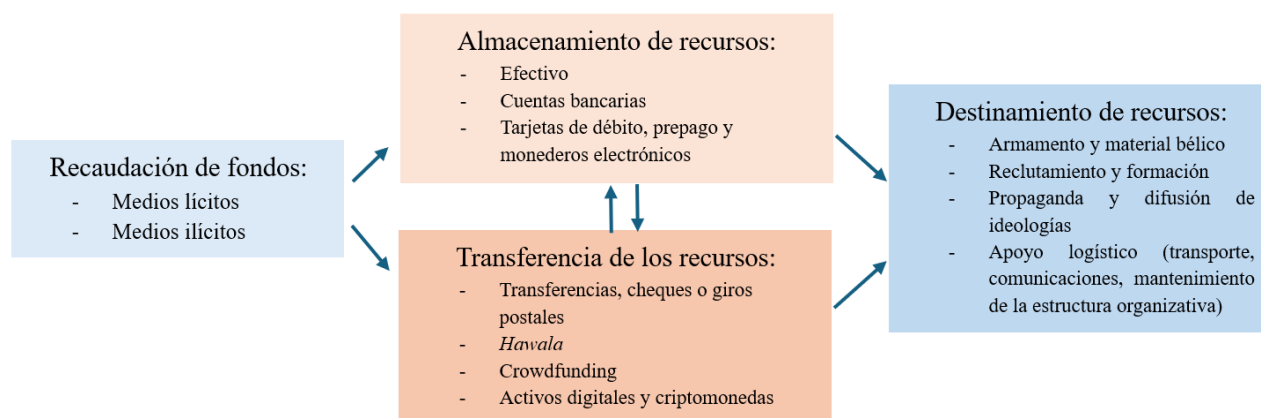 Recaudación de fondos:
- Medios lícitos
- Medios ilícitos
Almacenamiento de recursos:
- Efectivo
- Cuentas bancarias
- Tarjetas de débito, prepago y
monederos electrónicos
Transferencia de los recursos:
- Transferencias, cheques o giros
postales
- Hawala
- Crowdfunding
- Activos digitales y criptomonedas
Destinamiento de recursos:
- Armamento y material bélico
- Reclutamiento y formación
- Propaganda y difusión de
ideologías
- Apoyo logístico (transporte,
comunicaciones, mantenimiento
de la estructura organizativa)